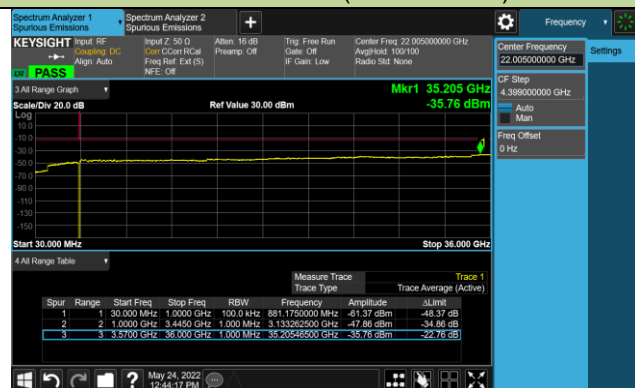 Spectrum Analyzer 1
Spurious Emissions
Spectrum Analyzer 2
Spurious Emissions
Frequency
KEYSIGHT
Input: RF
Coupling: DC
Align: Auto
Input Z: 50 Ω
Corr CCorr RCal
Freq Ref: Ext (S)
NFE: Off
Atten: 16 dB
Preamp: Off
Trig: Free Run
Gate: Off
IF Gain: Low
Center Freq: 22.005000000 GHz
Avg|Hold: 100/100
Radio Std: None
PASS
Center Frequency
22.005000000 GHz
Settings
CF Step
4.399000000 GHz
Auto
Man
Freq Offset
0 Hz
3 All Range Graph
Mkr1 35.205 GHz
-35.76 dBm
Scale/Div 20.0 dB
Ref Value 30.00 dBm
Log
10.0
-10.0
-30.0
-50.0
-70.0
-90.0
-110
-130
-150
1
Start 30.000 MHz
Stop 36.000 GHz
4 All Range Table
Measure Trace Trace 1
Trace Type Trace Average (Active)
Spur Range Start Freq Stop Freq RBW Frequency Amplitude ΔLimit
1 1 30.000 MHz 1.0000 GHz 100.0 kHz 881.1750000 MHz -61.37 dBm -48.37 dB
2 2 1.0000 GHz 3.4450 GHz 1.000 MHz 3.133262500 GHz -47.86 dBm -34.86 dB
3 3 3.5700 GHz 36.000 GHz 1.000 MHz 35.20546500 GHz -35.76 dBm -22.76 dB
May 24, 2022
12:44:17 PM